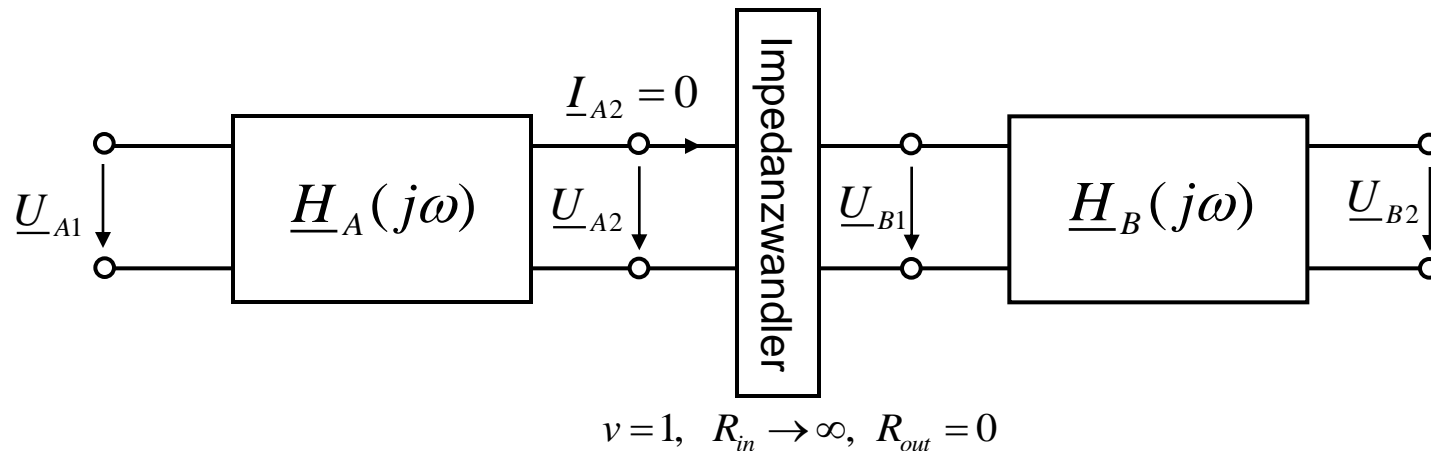 I_A2 = 0
U_A1
H_A(jω)
U_A2
Impedanzwandler
U_B1
H_B(jω)
U_B2
v = 1, R_in → ∞, R_out = 0